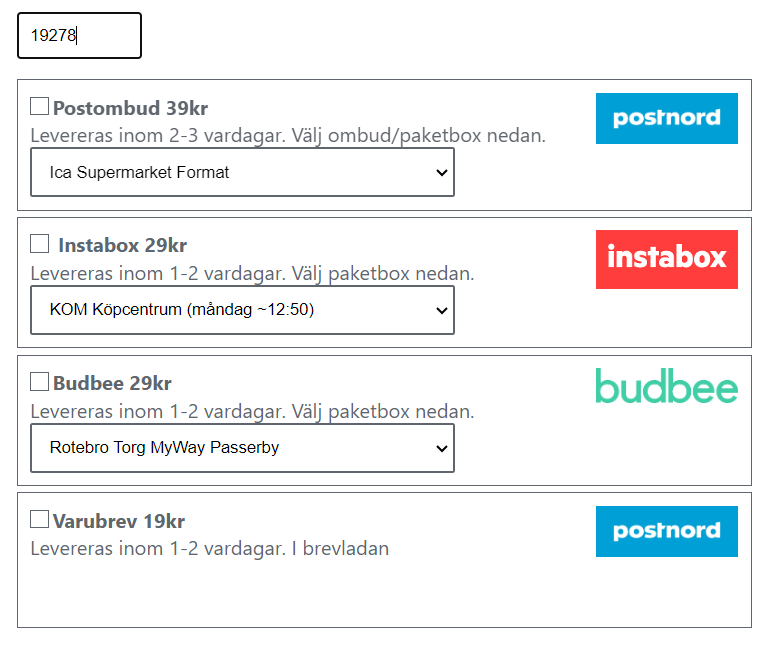 19278
Postombud 39kr
postnord
Levereras inom 2-3 vardagar. Välj ombud/paketbox nedan.
Ica Supermarket Format
Instabox 29kr
instabox
Levereras inom 1-2 vardagar. Välj paketbox nedan.
KOM Köpcentrum (måndag ~12:50)
Budbee 29kr
budbee
Levereras inom 1-2 vardagar. Välj paketbox nedan.
Rotebro Torg MyWay Passerby
Varubrev 19kr
postnord
Levereras inom 1-2 vardagar. I brevladan